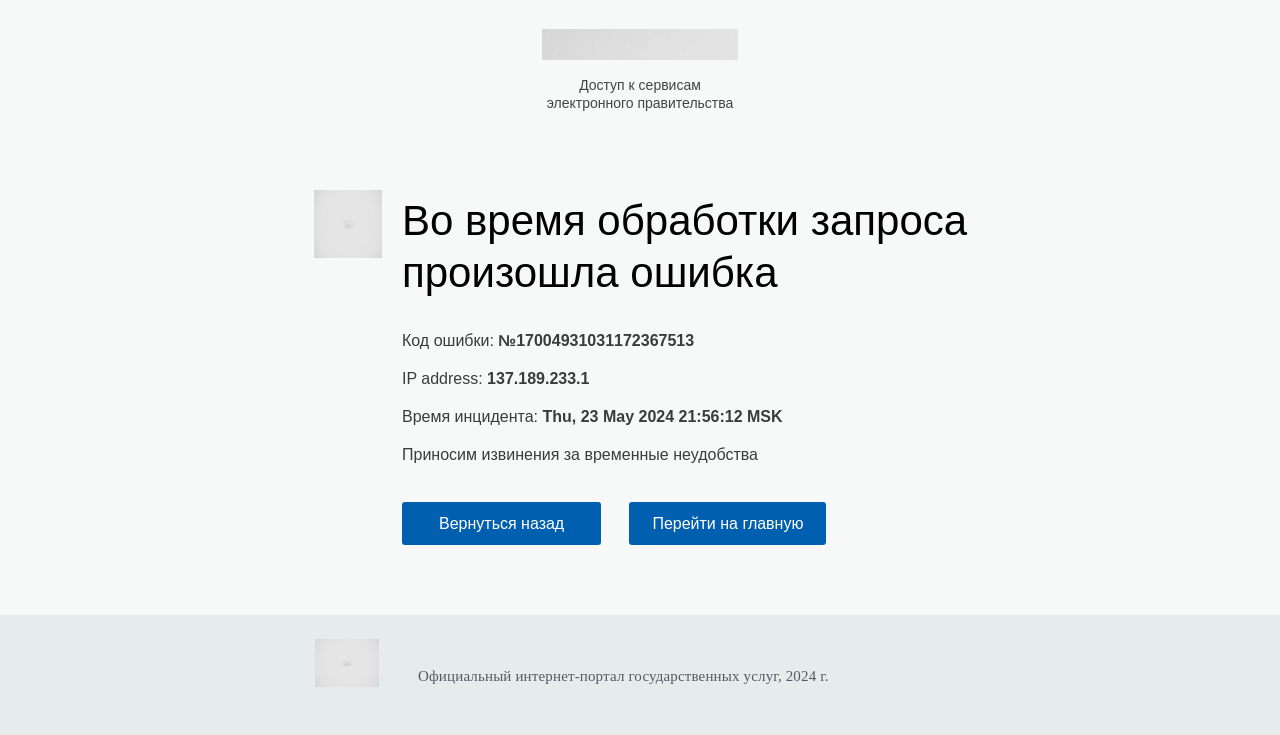 Доступ к сервисам
электронного правительства
Во время обработки запроса
произошла ошибка
Код ошибки: №17004931031172367513
IP address: 137.189.233.1
Время инцидента: Thu, 23 May 2024 21:56:12 MSK
Приносим извинения за временные неудобства
Вернуться назад
Перейти на главную
Официальный интернет-портал государственных услуг, 2024 г.